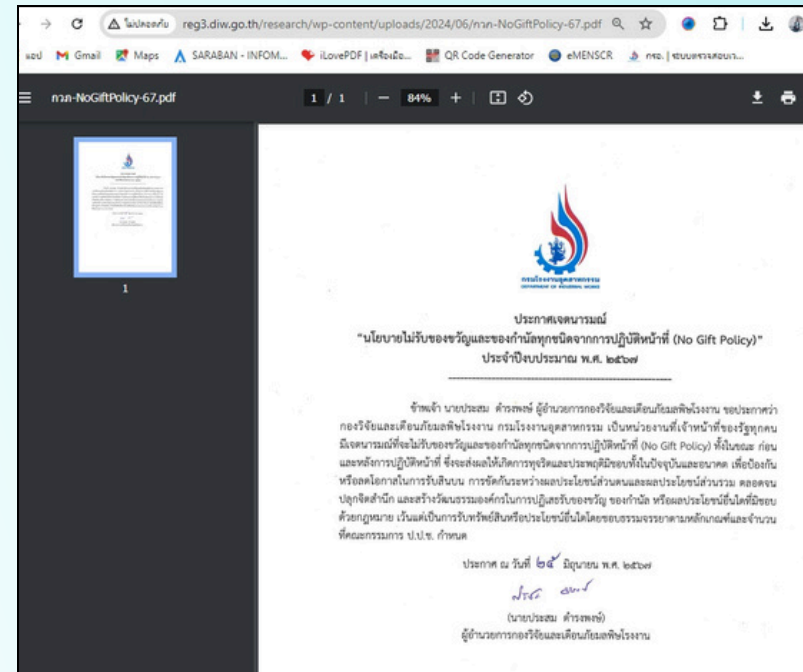 ไม่ปลอดภัย reg3.diw.go.th/research/wp-content/uploads/2024/06/กวภ-NoGiftPolicy-67.pdf
แอป Gmail Maps SARABAN - INFOM... iLovePDF | เครื่องมือ... QR Code Generator eMENSCR กรอ. | ระบบตรวจสอบเว...
กวภ-NoGiftPolicy-67.pdf 1 / 1 84%
1
กรมโรงงานอุตสาหกรรม
DEPARTMENT OF INDUSTRIAL WORKS
ประกาศเจตนารมณ์
“นโยบายไม่รับของขวัญและของกำนัลทุกชนิดจากการปฏิบัติหน้าที่ (No Gift Policy)”
ประจำปีงบประมาณ พ.ศ. ๒๕๖๗
ข้าพเจ้า นายประสม ดำรงพงษ์ ผู้อำนวยการกองวิจัยและเตือนภัยมลพิษโรงงาน ขอประกาศว่า
กองวิจัยและเตือนภัยมลพิษโรงงาน กรมโรงงานอุตสาหกรรม เป็นหน่วยงานที่เจ้าหน้าที่ของรัฐทุกคน
มีเจตนารมณ์ที่จะไม่รับของขวัญและของกำนัลทุกชนิดจากการปฏิบัติหน้าที่ (No Gift Policy) ทั้งในขณะ ก่อน
และหลังการปฏิบัติหน้าที่ ซึ่งจะส่งผลให้เกิดการทุจริตและประพฤติมิชอบทั้งในปัจจุบันและอนาคต เพื่อป้องกัน
หรือลดโอกาสในการรับสินบน การขัดกันระหว่างผลประโยชน์ส่วนตนและผลประโยชน์ส่วนรวม ตลอดจน
ปลุกจิตสำนึก และสร้างวัฒนธรรมองค์กรในการปฏิเสธรับของขวัญ ของกำนัล หรือผลประโยชน์อื่นใดที่มิชอบ
ด้วยกฎหมาย เว้นแต่เป็นการรับทรัพย์สินหรือประโยชน์อื่นใดโดยชอบธรรมจรรยาตามหลักเกณฑ์และจำนวน
ที่คณะกรรมการ ป.ป.ช. กำหนด
ประกาศ ณ วันที่ ๒๕ มิถุนายน พ.ศ. ๒๕๖๗
(นายประสม ดำรงพงษ์)
ผู้อำนวยการกองวิจัยและเตือนภัยมลพิษโรงงาน